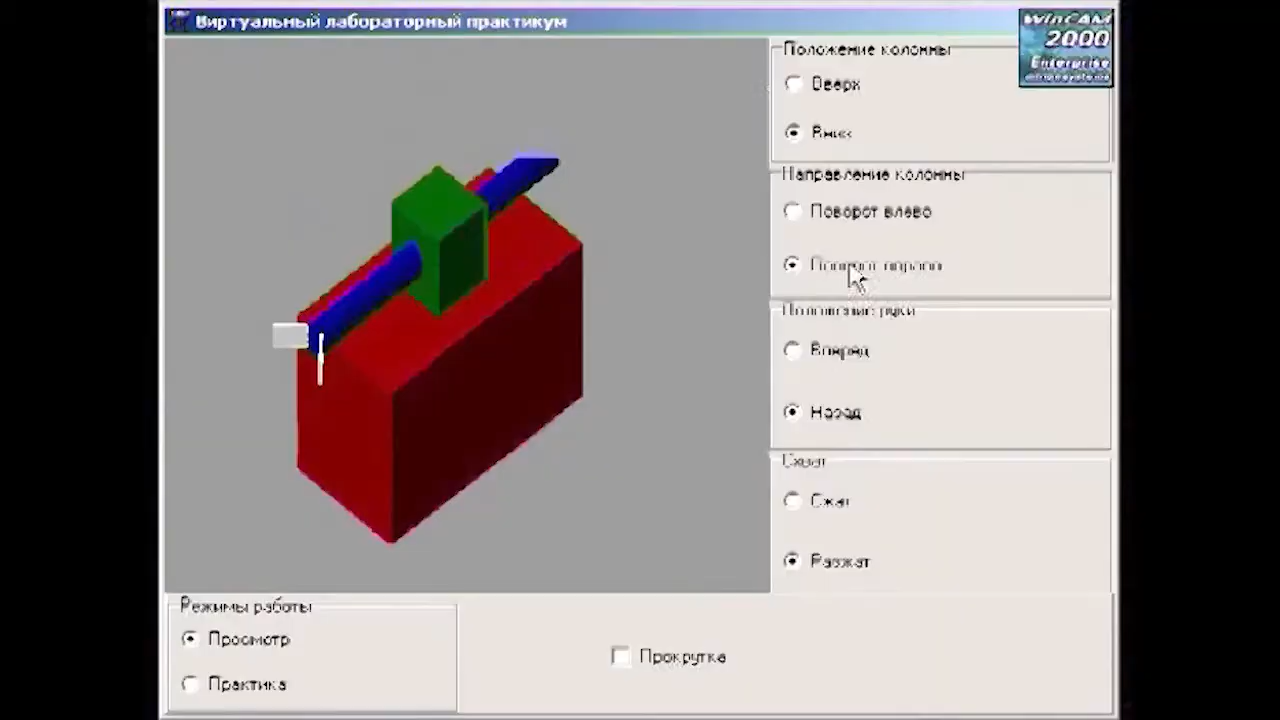 Виртуальный лабораторный практикум
WinCAM
2000
Enterprise
Положение колонны
Вверх
Вниз
Направление колонны
Поворот влево
Поворот вправо
Положение руки
Вперед
Назад
Схват
Сжат
Разжат
Режимы работы
Просмотр
Практика
Прокрутка